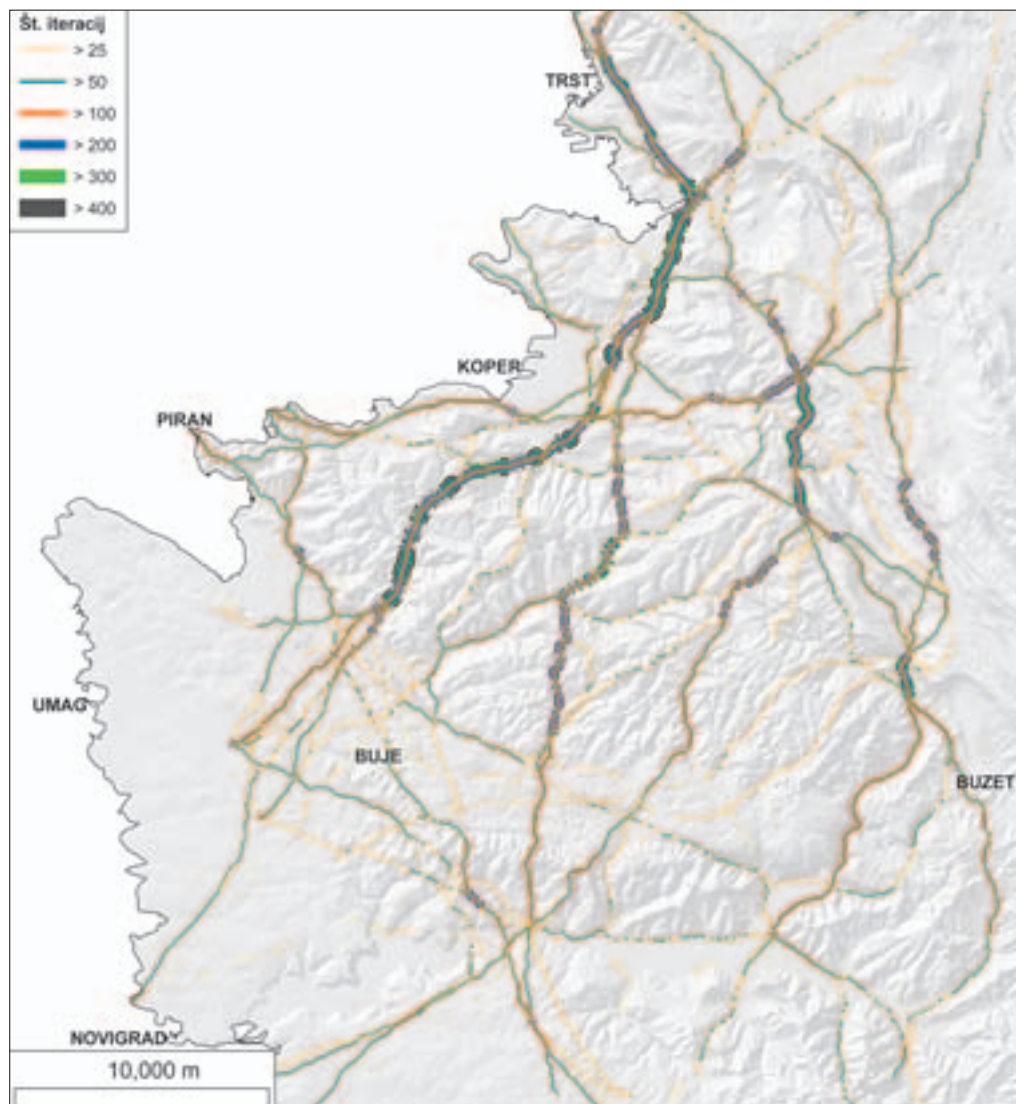 Št. iteracij
> 25
> 50
> 100
> 200
> 300
> 400
TRST
KOPER
PIRAN
UMAG
BUJE
BUZET
NOVIGRAD
10,000 m